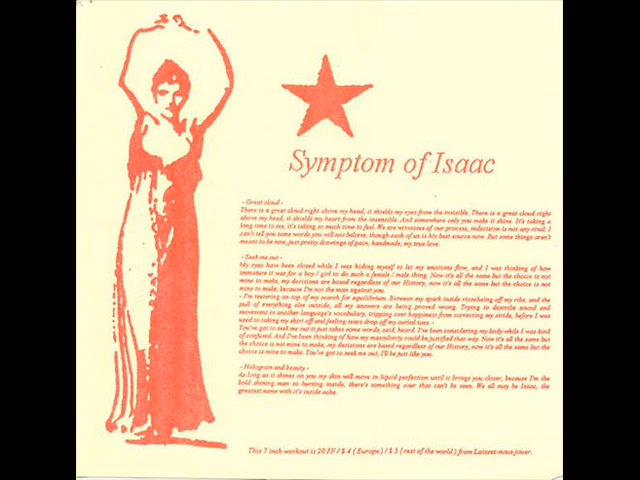 Symptom of Isaac
- Great cloud -
There is a great cloud right above my head, it shields my eyes from the invisible. There is a great cloud right
above my head, it shields my heart from the insensible. And somewhere only you make it shine. It's taking a
long time to see, it's taking so much time to feel. We are witnesses of our process, indecision is not any rival. I
can't tell you some words you will not believe, though each of us is his best source now. But some things aren't
meant to be now, just pretty drawings of pain, handmade, my true love.
- Seek me out -
My eyes have been closed while I was hiding myself to let my emotions flow, and I was thinking of how
immature it was for a boy / girl to do such a female / male thing. Now it's all the same but the choice is not
mine to make, my decisions are based regardless of our History, now it's all the same but the choice is not
mine to make, because I'm not the man against you.
- I'm teetering on top of my search for equilibrium. Between my spark inside ricocheting off my ribs, and the
pull of everything else outside, all my answers are being proved wrong. Trying to describe sound and
movement in another language's vocabulary, tripping over happiness from correcting my stride, before I was
used to taking my shirt off and feeling tears drop off my curled toes. -
You've got to seek me out it just takes some words, said, heard. I've been considering my body while I was kind
of confused. And I've been thinking of how my masculinity could be justified that way. Now it's all the same but
the choice is not mine to make, my decisions are based regardless of our History, now it's all the same but the
choice is mine to make. You've got to seek me out, I'll be just like you.
- Hologram and beauty -
As long as it shines on you my skin will move in liquid perfection until it brings you closer, because I'm the
bold shining man so hurting inside, there's something sour that can't be seen. We all may be Isaac, the
greatest name with it's inside ache.
This 7 inch workout is 20 FF / $ 4 ( Europe ) / $ 5 ( rest of the world ) from Laissez-nous jouer.